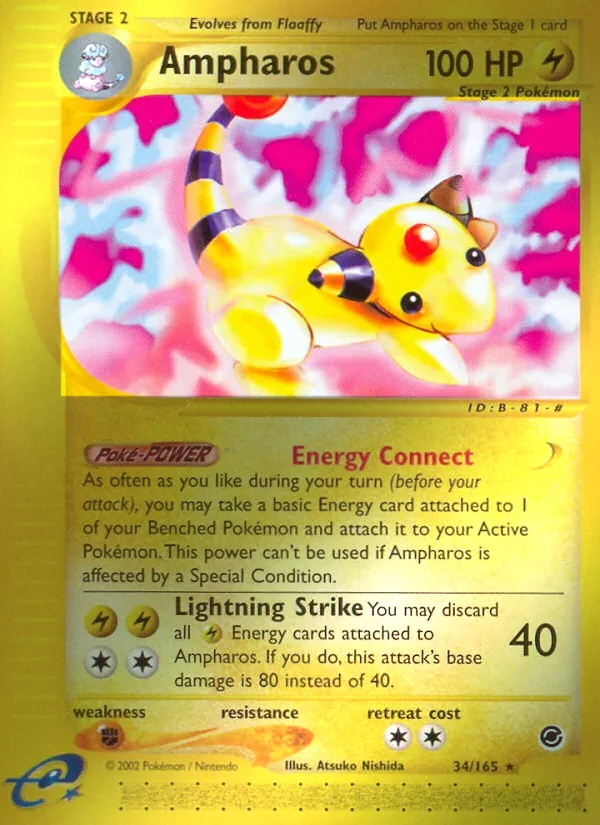 STAGE 2
Evolves from Flaaffy
Put Ampharos on the Stage 1 card
Ampharos
100 HP
Stage 2 Pokémon
ID:B-81-#
Poké-POWER
Energy Connect
As often as you like during your turn (before your
attack), you may take a basic Energy card attached to 1
of your Benched Pokémon and attach it to your Active
Pokémon. This power can't be used if Ampharos is
affected by a Special Condition.
Lightning Strike You may discard
all Energy cards attached to
Ampharos. If you do, this attack's base
damage is 80 instead of 40.
40
weakness
resistance
retreat cost
© 2002 Pokémon / Nintendo
Illus. Atsuko Nishida
34/165 ★
e